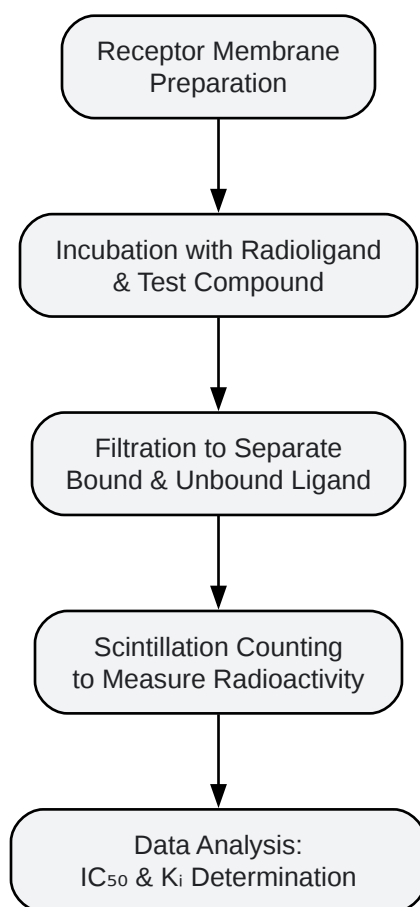 Receptor Membrane
Preparation
Incubation with Radioligand
& Test Compound
Filtration to Separate
Bound & Unbound Ligand
Scintillation Counting
to Measure Radioactivity
Data Analysis:
IC₅₀ & Kᵢ Determination